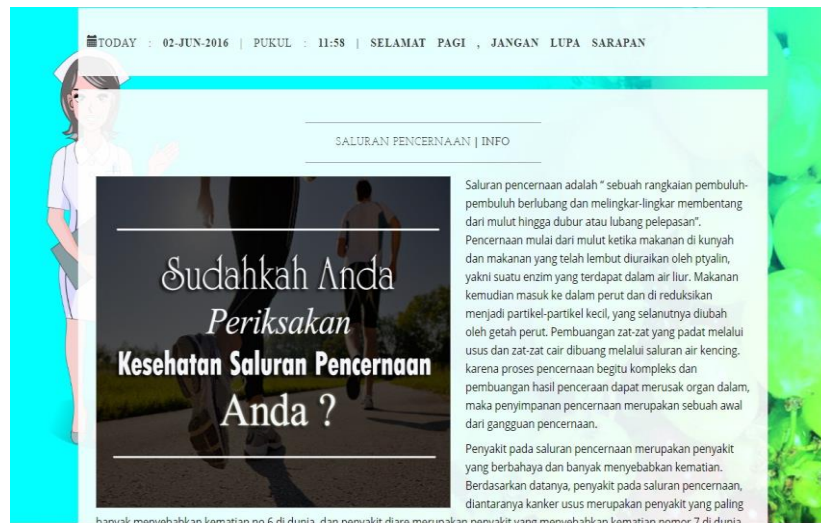 TODAY : 02-JUN-2016 | PUKUL : 11:58 | SELAMAT PAGI , JANGAN LUPA SARAPAN
SALURAN PENCERNAAN | INFO
Sudahkah Anda
Periksakan
Kesehatan Saluran Pencernaan
Anda ?
Saluran pencernaan adalah “ sebuah rangkaian pembuluh-
pembuluh berlubang dan melingkar-lingkar membentang
dari mulut hingga dubur atau lubang pelepasan”.
Pencernaan mulai dari mulut ketika makanan di kunyah
dan makanan yang telah lembut diuraikan oleh ptyalin,
yakni suatu enzim yang terdapat dalam air liur. Makanan
kemudian masuk ke dalam perut dan di reduksikan
menjadi partikel-partikel kecil, yang selanutnya diubah
oleh getah perut. Pembuangan zat-zat yang padat melalui
usus dan zat-zat cair dibuang melalui saluran air kencing.
karena proses pencernaan begitu kompleks dan
pembuangan hasil penceraan dapat merusak organ dalam,
maka penyimpanan pencernaan merupakan sebuah awal
dari gangguan pencernaan.
Penyakit pada saluran pencernaan merupakan penyakit
yang berbahaya dan banyak menyebabkan kematian.
Berdasarkan datanya, penyakit pada saluran pencernaan,
diantaranya kanker usus merupakan penyakit yang paling
banyak menyebabkan kematian no 6 di dunia, dan penyakit diare merupakan penyakit yang menyebabkan kematian nomor 7 di dunia